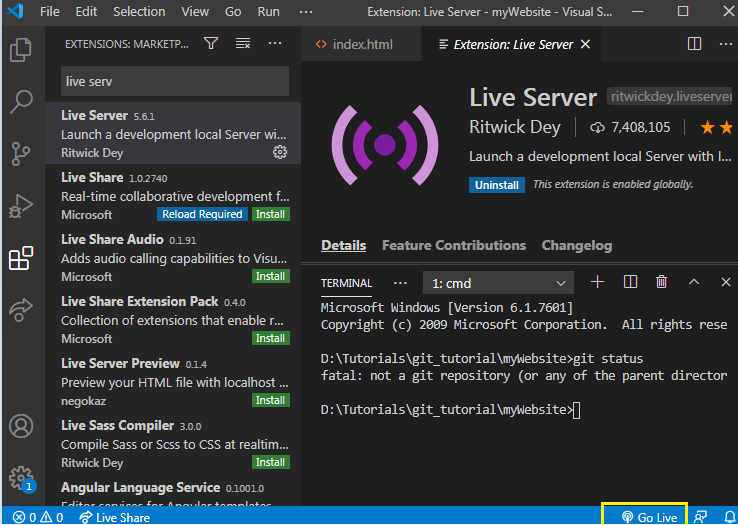 File Edit Selection View Go Run ··· Extension: Live Server - myWebsite - Visual S...
EXTENSIONS: MARKETP...
live serv
Live Server 5.6.1
Launch a development local Server wi...
Ritwick Dey
Live Share 1.0.2740
Real-time collaborative development f...
Microsoft Reload Required Install
Live Share Audio 0.1.91
Adds audio calling capabilities to Visu...
Microsoft Install
Live Share Extension Pack 0.4.0
Collection of extensions that enable r...
Microsoft Install
Live Server Preview 0.1.4
Preview your HTML file with localhost ...
negokaz Install
Live Sass Compiler 3.0.0
Compile Sass or Scss to CSS at realtim...
Ritwick Dey Install
Angular Language Service 0.1001.0
Editor services for Angular templates
index.html Extension: Live Server
Live Server ritwickdey.liveserver
Ritwick Dey 7,408,105
Launch a development local Server with l...
Uninstall This extension is enabled globally.
Details Feature Contributions Changelog
TERMINAL ··· 1: cmd
Microsoft Windows [Version 6.1.7601]
Copyright (c) 2009 Microsoft Corporation. All rights rese
D:\Tutorials\git_tutorial\myWebsite>git status
fatal: not a git repository (or any of the parent director
D:\Tutorials\git_tutorial\myWebsite>
1
0 0 Live Share Go Live